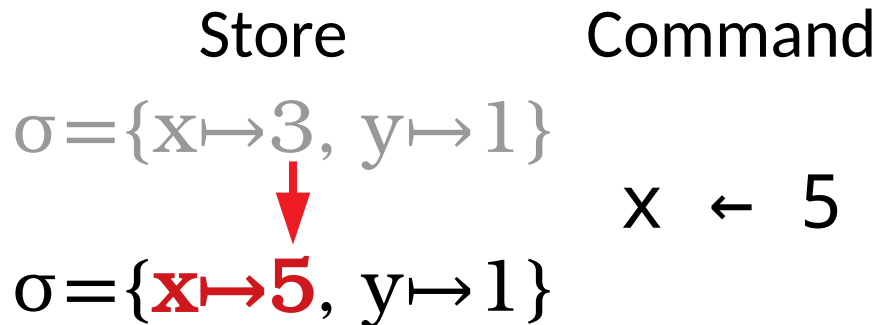 Store Command
σ={x↦3, y↦1}
x ← 5
σ={x↦5, y↦1}